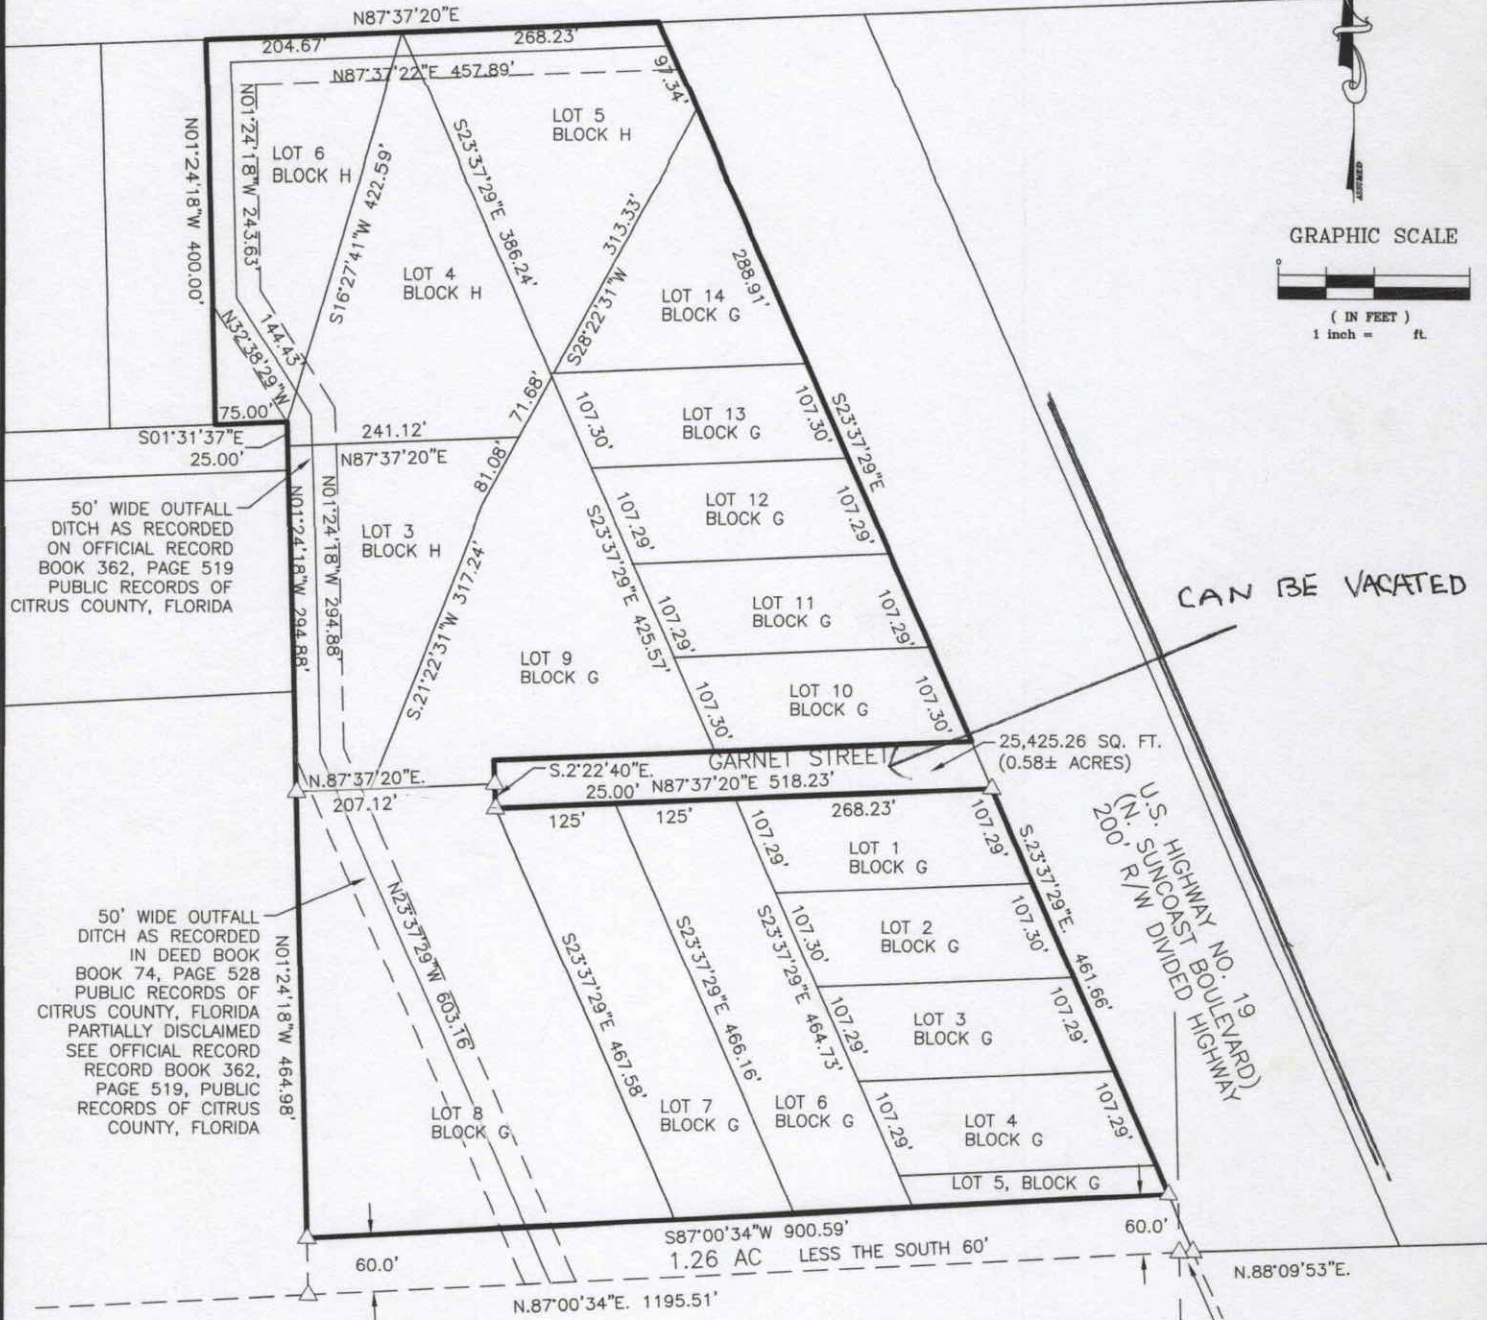 N87°37'20"E
204.67'
268.23'
N87°37'22"E 457.89'
97.34'
N01°24'18"W 400.00'
N01°24'18"W 243.63'
LOT 6
BLOCK H
S16°27'41"W 422.59'
S23°37'29"E 386.24'
LOT 5
BLOCK H
313.33'
S28°22'31"W
LOT 4
BLOCK H
288.91'
LOT 14
BLOCK G
ASSUMED
GRAPHIC SCALE
0
( IN FEET )
1 inch = ft.
144.43'
N32°38'29"W
75.00'
S01°31'37"E
25.00'
241.12'
N87°37'20"E
71.68'
81.08'
107.30'
LOT 13
BLOCK G
107.30'
S23°37'29"E
50' WIDE OUTFALL
DITCH AS RECORDED
ON OFFICIAL RECORD
BOOK 362, PAGE 519
PUBLIC RECORDS OF
CITRUS COUNTY, FLORIDA
N01°24'18"W 294.88'
N01°24'18"W 294.88'
LOT 3
BLOCK H
S.21°22'31"W 317.24'
107.29'
S23°37'29"E 425.57'
LOT 12
BLOCK G
107.29'
107.29'
LOT 11
BLOCK G
107.29'
CAN BE VACATED
LOT 9
BLOCK G
107.30'
LOT 10
BLOCK G
107.30'
GARNET STREET
25,425.26 SQ. FT.
(0.58± ACRES)
N.87°37'20"E.
207.12'
S.2°22'40"E.
25.00'
N87°37'20"E 518.23'
125'
125'
268.23'
107.29'
LOT 1
BLOCK G
107.29'
S.23°37'29"E. 461.66'
U.S. HIGHWAY NO. 19
(N. SUNCOAST BOULEVARD)
200' R/W DIVIDED HIGHWAY
50' WIDE OUTFALL
DITCH AS RECORDED
IN DEED BOOK
BOOK 74, PAGE 528
PUBLIC RECORDS OF
CITRUS COUNTY, FLORIDA
PARTIALLY DISCLAIMED
SEE OFFICIAL RECORD
RECORD BOOK 362,
PAGE 519, PUBLIC
RECORDS OF CITRUS
COUNTY, FLORIDA
N01°24'18"W 464.98'
N23°37'29"W 603.16'
S23°37'29"E 467.58'
S23°37'29"E 466.16'
S23°37'29"E 464.73'
107.30'
LOT 2
BLOCK G
107.30'
107.29'
LOT 3
BLOCK G
107.29'
LOT 8
BLOCK G
LOT 7
BLOCK G
LOT 6
BLOCK G
107.29'
LOT 4
BLOCK G
107.29'
LOT 5, BLOCK G
S87°00'34"W 900.59'
60.0'
60.0'
1.26 AC LESS THE SOUTH 60'
N.87°00'34"E. 1195.51'
N.88°09'53"E.